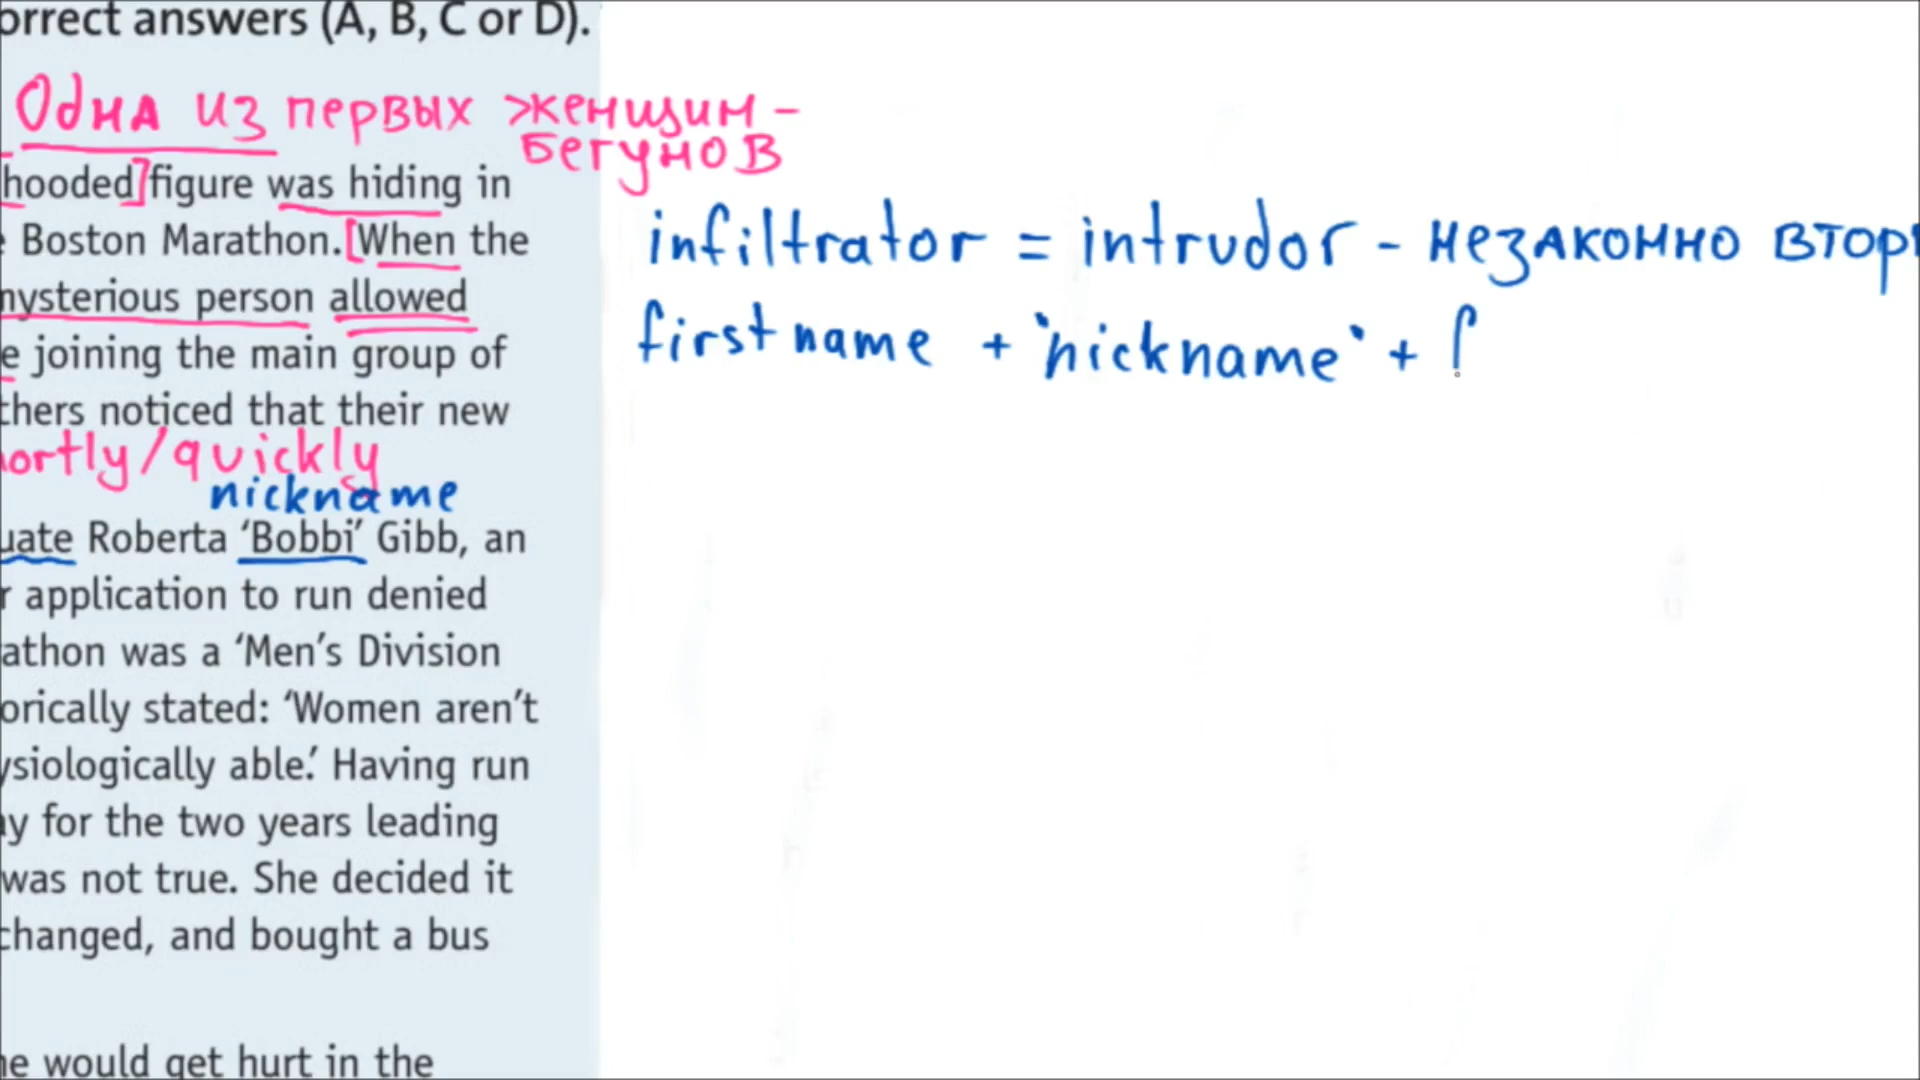 orrect answers (A, B, C or D).
Одна из первых женщин-
бегунов
hooded] figure was hiding in
Boston Marathon. [When the
mysterious person allowed
e joining the main group of
thers noticed that their new
ortly/quickly
nickname
uate Roberta ‘Bobbi’ Gibb, an
r application to run denied
athon was a ‘Men’s Division
orically stated: ‘Women aren’t
ysiologically able.’ Having run
ay for the two years leading
was not true. She decided it
changed, and bought a bus
he would get hurt in the
infiltrator = intrudor - незаконно втор
first name + 'nickname' +